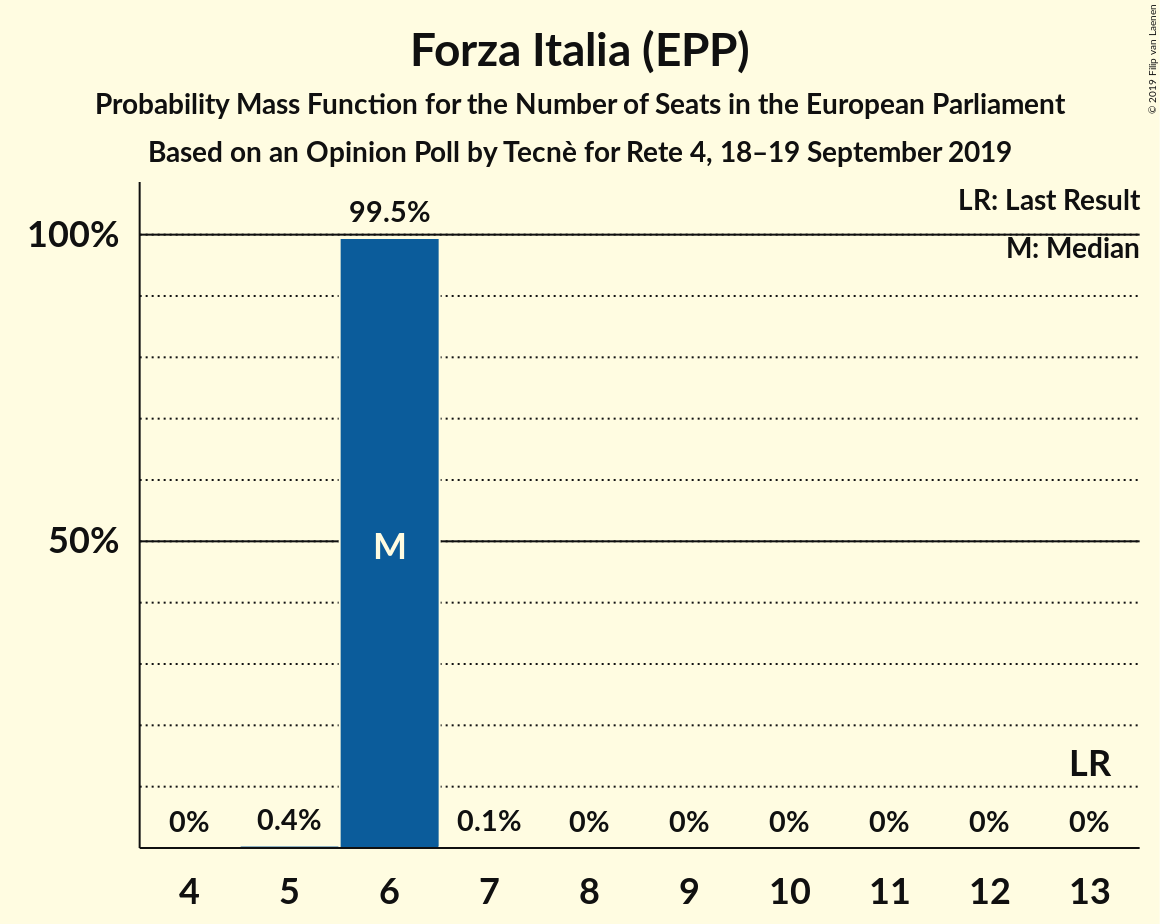 Forza Italia (EPP)
Probability Mass Function for the Number of Seats in the European Parliament
Based on an Opinion Poll by Tecnè for Rete 4, 18–19 September 2019
© 2019 Filip van Laenen
LR: Last Result
M: Median
99.5%
100%
50%
M
LR
0% 0.4% 0.1% 0% 0% 0% 0% 0% 0%
4 5 6 7 8 9 10 11 12 13